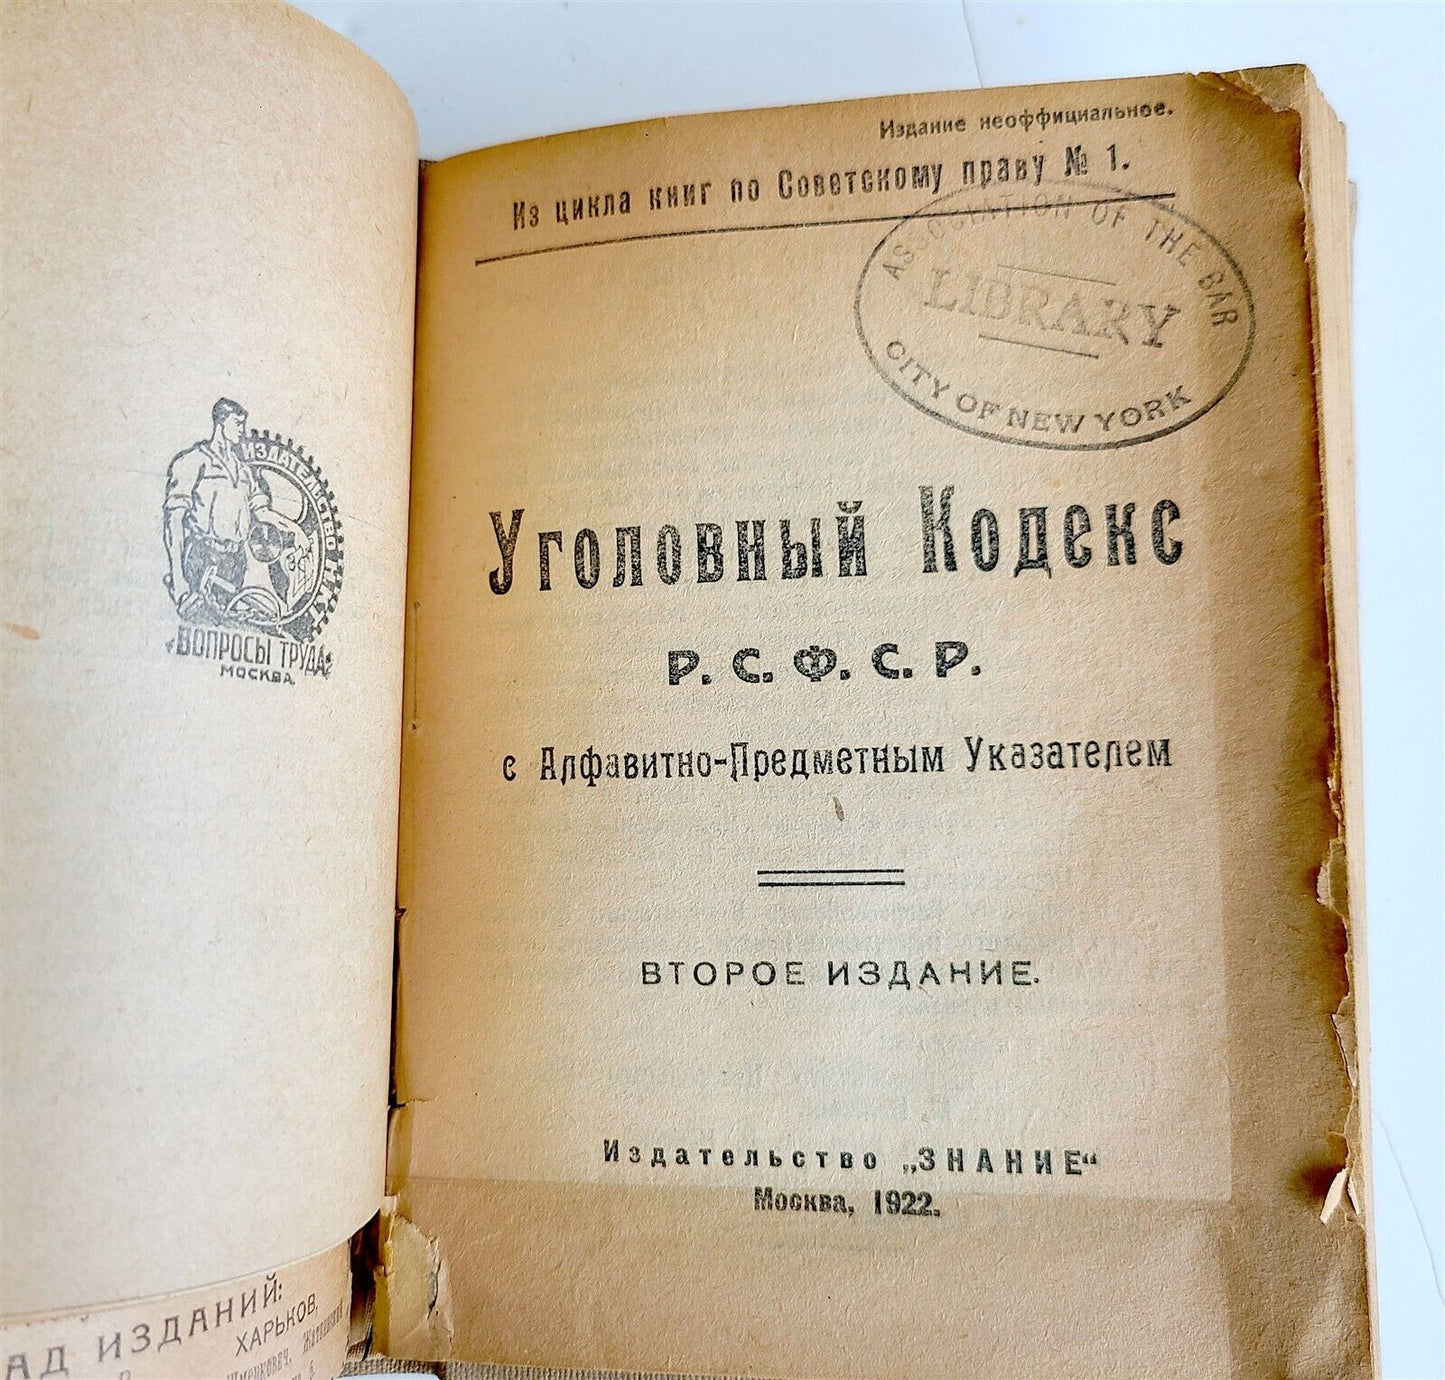 ИЗДАТЕЛЬСТВО Н.К.Т.
„ВОПРОСЫ ТРУДА“
МОСКВА.
АД ИЗДАНИЙ:
ХАРЬКОВ,
Издание неоффициальное.
Из цикла книг по Советскому праву № 1.
ASSOCIATION OF THE BAR
LIBRARY
CITY OF NEW YORK
Уголовный Кодекс
Р. С. Ф. С. Р.
с Алфавитно-Предметным Указателем
ВТОРОЕ ИЗДАНИЕ.
Издательство „ЗНАНИЕ“
Москва, 1922.